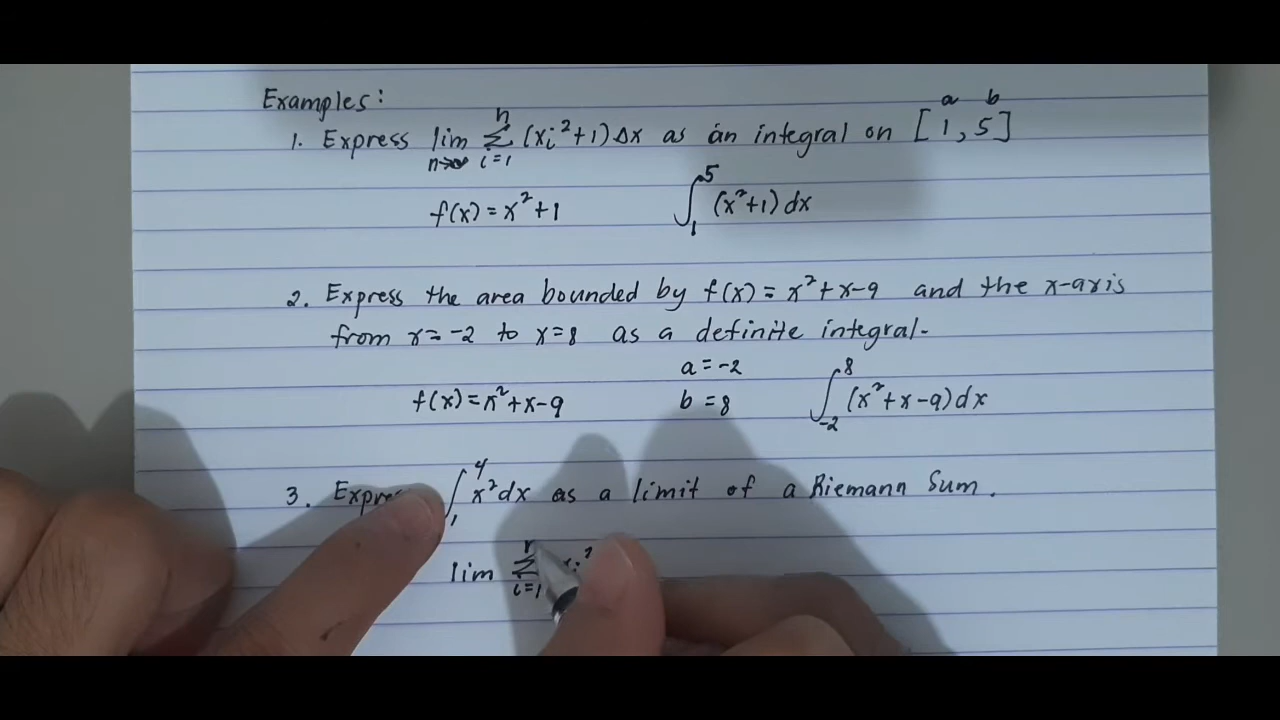 Examples:
a b
1. Express lim n→∞ Σ i=1 n (xi²+1) Δx as an integral on [1, 5]
f(x) = x²+1 ∫₁⁵ (x²+1) dx
2. Express the area bounded by f(x) = x²+x-9 and the x-axis
from x=-2 to x=8 as a definite integral.
a = -2
f(x) = x²+x-9 b = 8 ∫₋₂⁸ (x²+x-9) dx
3. ∫₁⁴ x² dx as a limit of a Riemann Sum.
lim Σ i=1